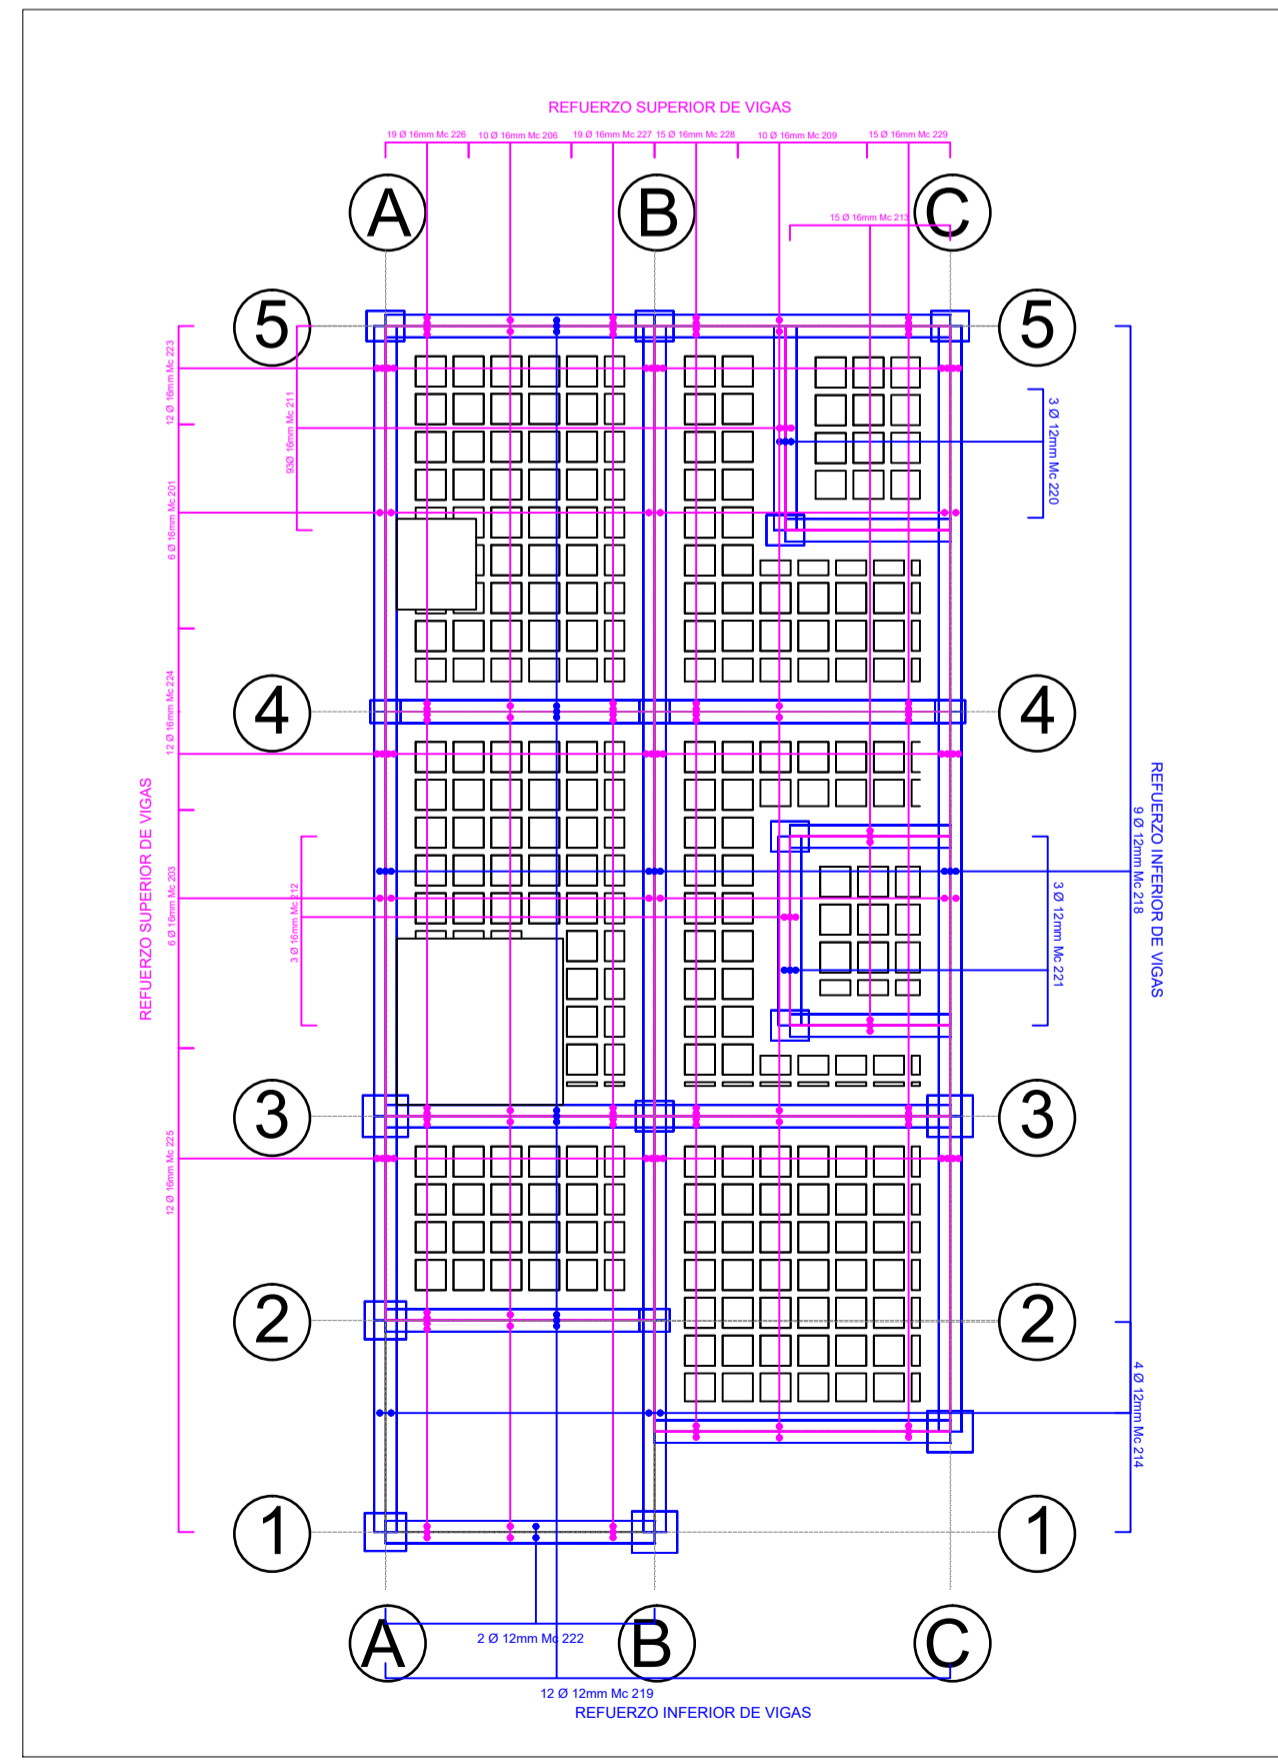 REFUERZO SUPERIOR DE VIGAS
19 Ø 16mm Mc 226
10 Ø 16mm Mc 206
19 Ø 16mm Mc 227
15 Ø 16mm Mc 228
10 Ø 16mm Mc 209
15 Ø 16mm Mc 229
A
B
C
15 Ø 16mm Mc 213
5
5
12 Ø 16mm Mc 223
93Ø 16mm Mc 211
3 Ø 12mm Mc 220
6 Ø 16mm Mc 201
4
4
12 Ø 16mm Mc 224
REFUERZO SUPERIOR DE VIGAS
6 Ø 16mm Mc 203
3 Ø 16mm Mc 212
3 Ø 12mm Mc 221
9 Ø 12mm Mc 218
REFUERZO INFERIOR DE VIGAS
3
3
12 Ø 16mm Mc 225
2
2
4 Ø 12mm Mc 214
1
1
A
B
C
2 Ø 12mm Mc 222
12 Ø 12mm Mc 219
REFUERZO INFERIOR DE VIGAS